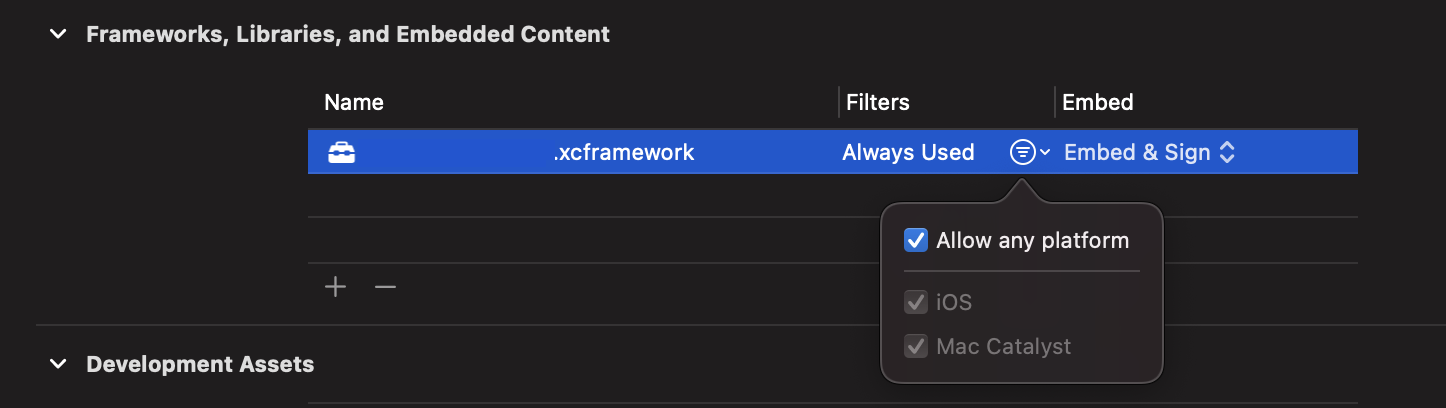 Frameworks, Libraries, and Embedded Content
Name Filters Embed
.xcframework Always Used Embed & Sign
Allow any platform
iOS
Mac Catalyst
Development Assets